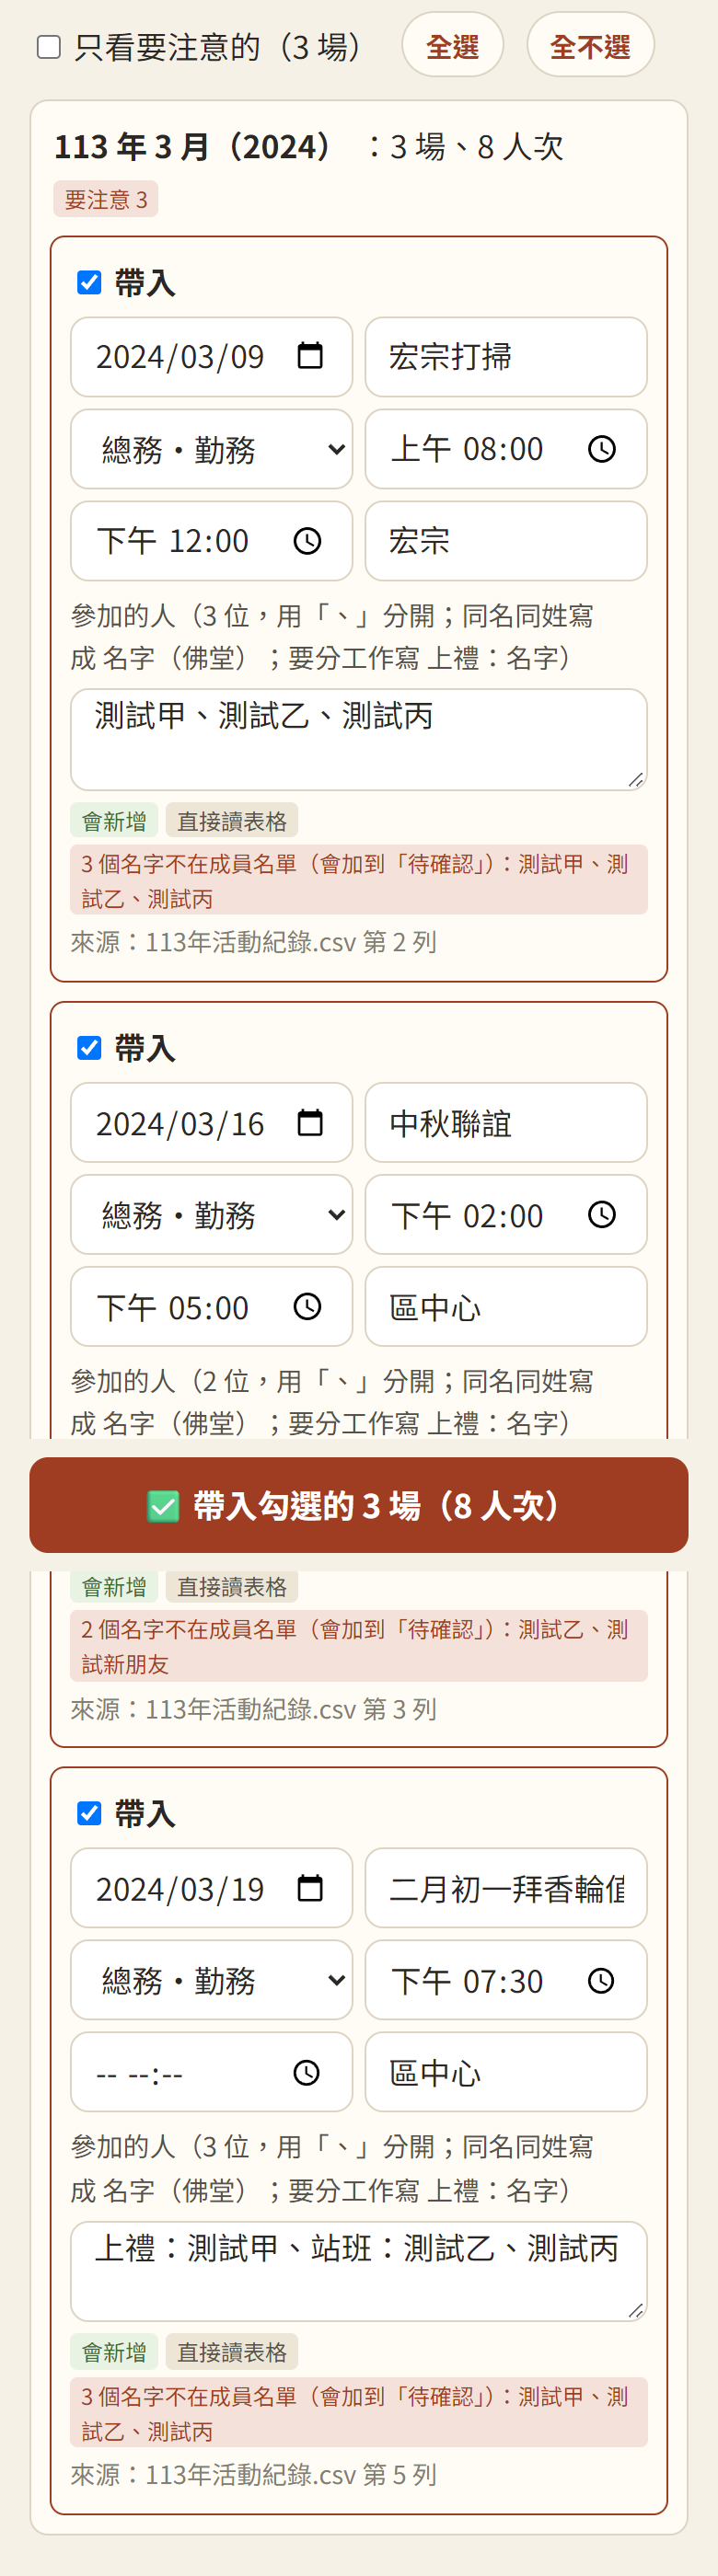 只看要注意的（3 場）
全選
全不選
113 年 3 月（2024）：3 場、8 人次
要注意 3
帶入
2024/03/09
宏宗打掃
總務・勤務
上午 08:00
下午 12:00
宏宗
參加的人（3 位，用「、」分開；同名同姓寫
成 名字（佛堂）；要分工作寫 上禮：名字）
測試甲、測試乙、測試丙
會新增
直接讀表格
3 個名字不在成員名單（會加到「待確認」）：測試甲、測
試乙、測試丙
來源：113年活動紀錄.csv 第 2 列
帶入
2024/03/16
中秋聯誼
總務・勤務
下午 02:00
下午 05:00
區中心
參加的人（2 位，用「、」分開；同名同姓寫
成 名字（佛堂）；要分工作寫 上禮：名字）
帶入勾選的 3 場（8 人次）
會新增
直接讀表格
2 個名字不在成員名單（會加到「待確認」）：測試乙、測
試新朋友
來源：113年活動紀錄.csv 第 3 列
帶入
2024/03/19
二月初一拜香輪值
總務・勤務
下午 07:30
-- --:--
區中心
參加的人（3 位，用「、」分開；同名同姓寫
成 名字（佛堂）；要分工作寫 上禮：名字）
上禮：測試甲、站班：測試乙、測試丙
會新增
直接讀表格
3 個名字不在成員名單（會加到「待確認」）：測試甲、測
試乙、測試丙
來源：113年活動紀錄.csv 第 5 列